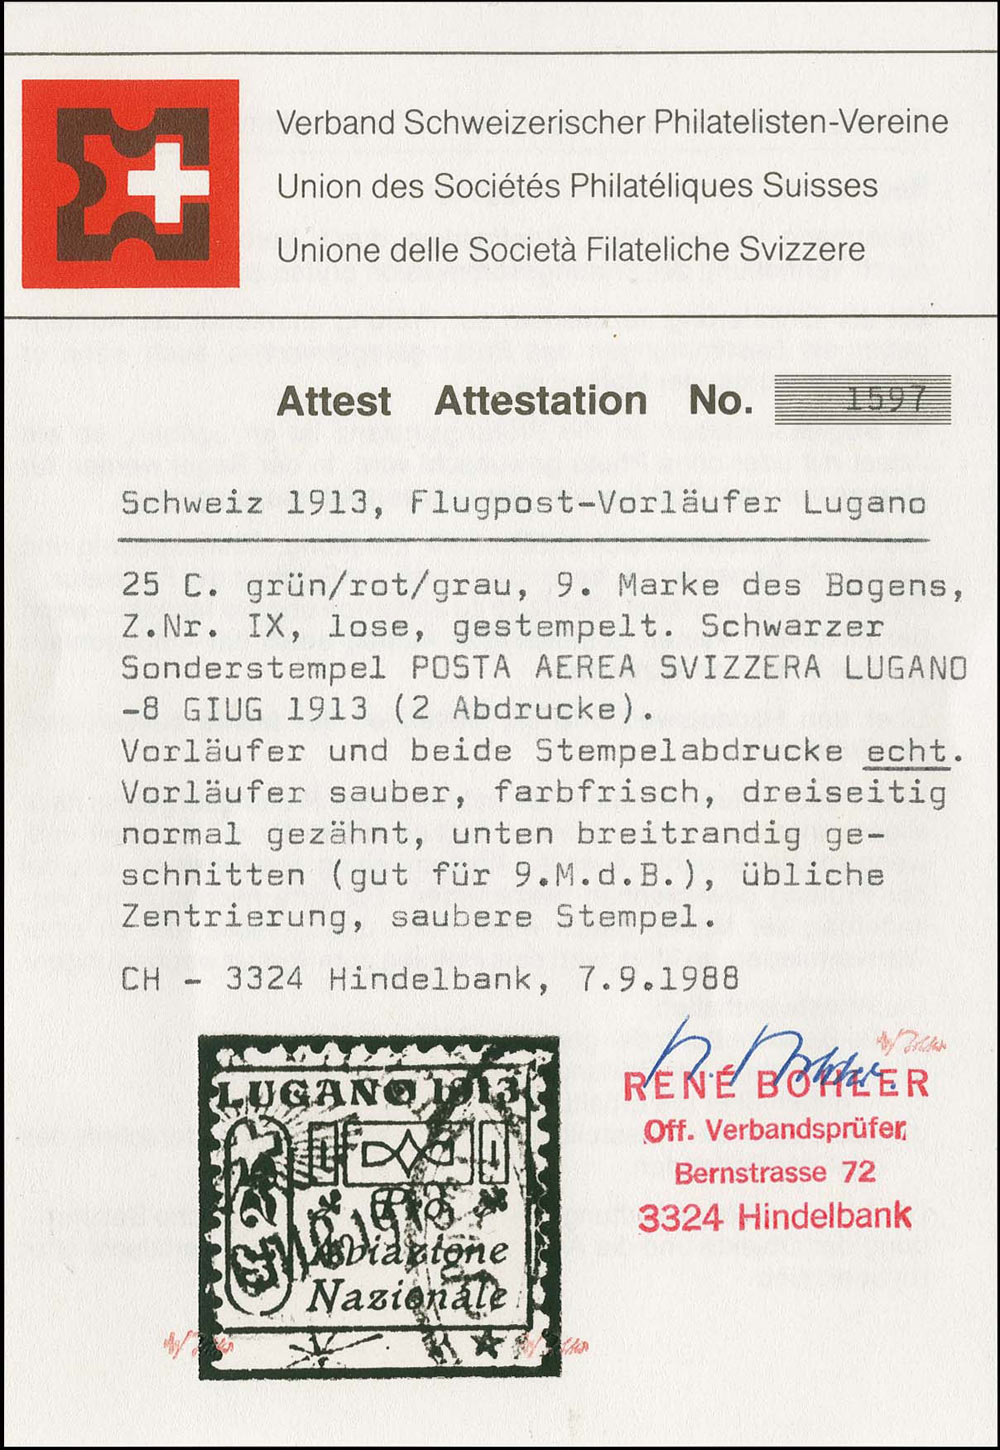 Verband Schweizerischer Philatelisten-Vereine
Union des Sociétés Philatéliques Suisses
Unione delle Società Filateliche Svizzere
Attest Attestation No. 1597
Schweiz 1913, Flugpost-Vorläufer Lugano
25 C. grün/rot/grau, 9. Marke des Bogens,
Z.Nr. IX, lose, gestempelt. Schwarzer
Sonderstempel POSTA AEREA SVIZZERA LUGANO
-8 GIUG 1913 (2 Abdrucke).
Vorläufer und beide Stempelabdrucke echt.
Vorläufer sauber, farbfrisch, dreiseitig
normal gezähnt, unten breitrandig ge-
schnitten (gut für 9.M.d.B.), übliche
Zentrierung, saubere Stempel.
CH - 3324 Hindelbank, 7.9.1988
RENÉ BOHLER
Off. Verbandsprüfer
Bernstrasse 72
3324 Hindelbank
LUGANO 1913
Pro
Aviazione
Nazionale